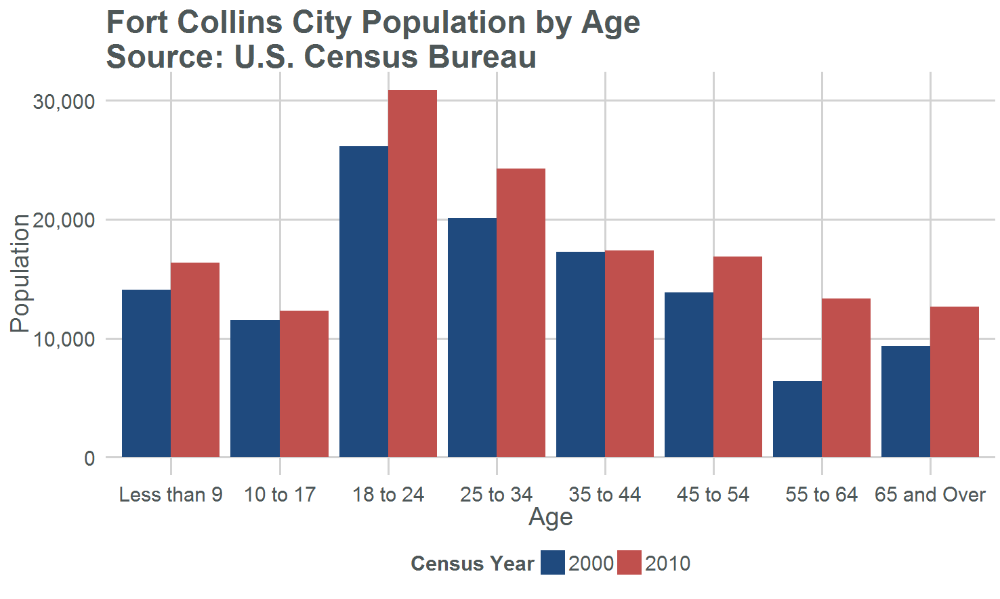 Fort Collins City Population by Age
Source: U.S. Census Bureau
30,000
20,000
10,000
0
Population
Less than 9 10 to 17 18 to 24 25 to 34 35 to 44 45 to 54 55 to 64 65 and Over
Age
Census Year 2000 2010